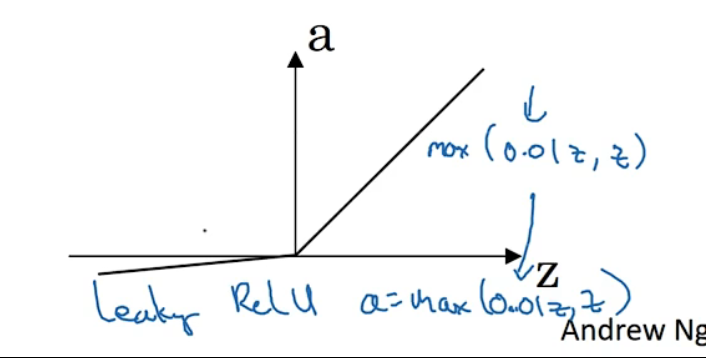 a
max (0.01z, z)
z
Leaky ReLU a=max(0.01z, z)
Andrew Ng